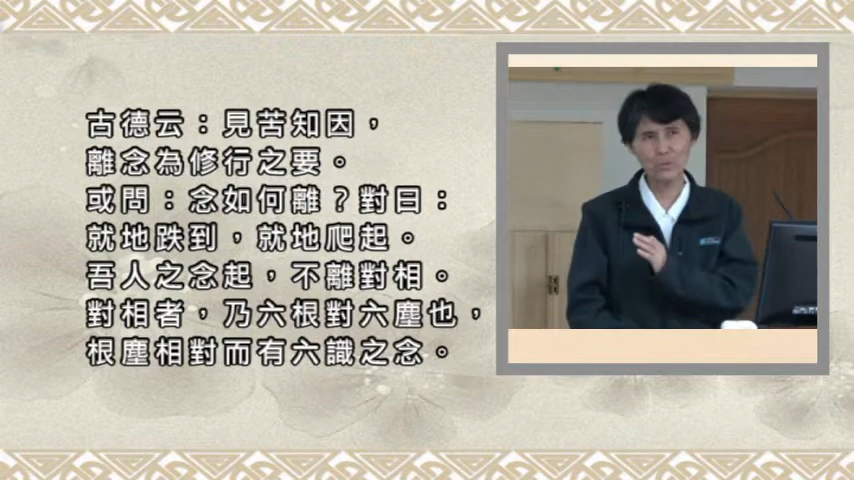 古德云：見苦知因，
離念為修行之要。
或問：念如何離？對曰：
就地跌到，就地爬起。
吾人之念起，不離對相。
對相者，乃六根對六塵也，
根塵相對而有六識之念。